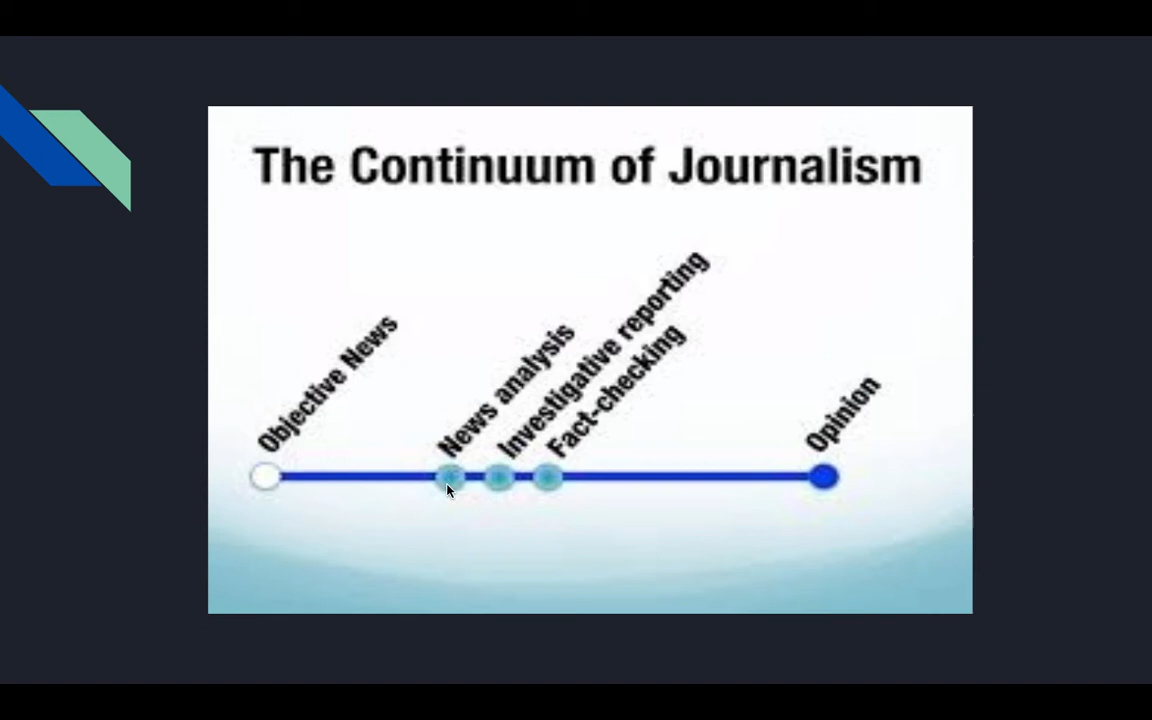 The Continuum of Journalism
Objective News
News analysis
Investigative reporting
Fact-checking
Opinion